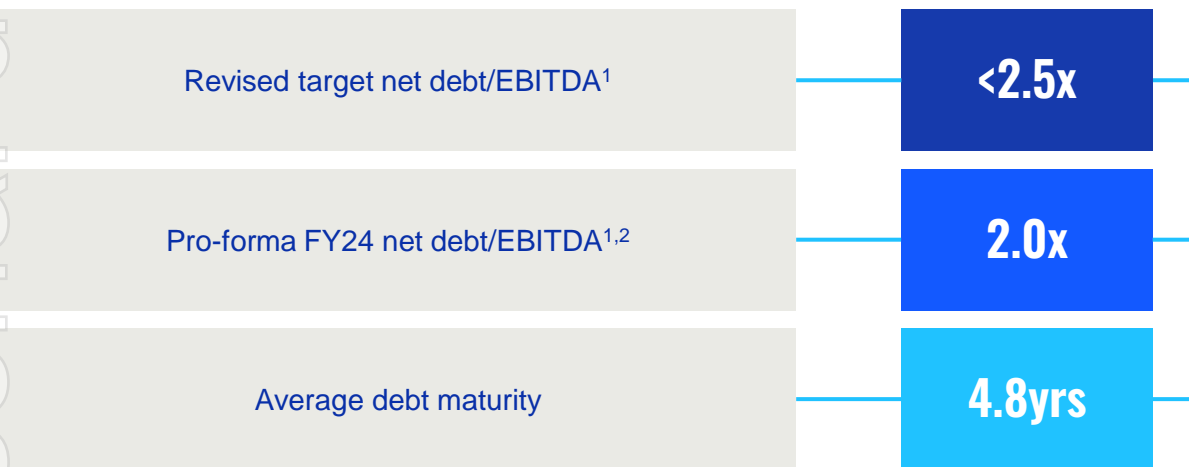 Revised target net debt/EBITDA¹ <2.5x
Pro-forma FY24 net debt/EBITDA¹,² 2.0x
Average debt maturity 4.8yrs